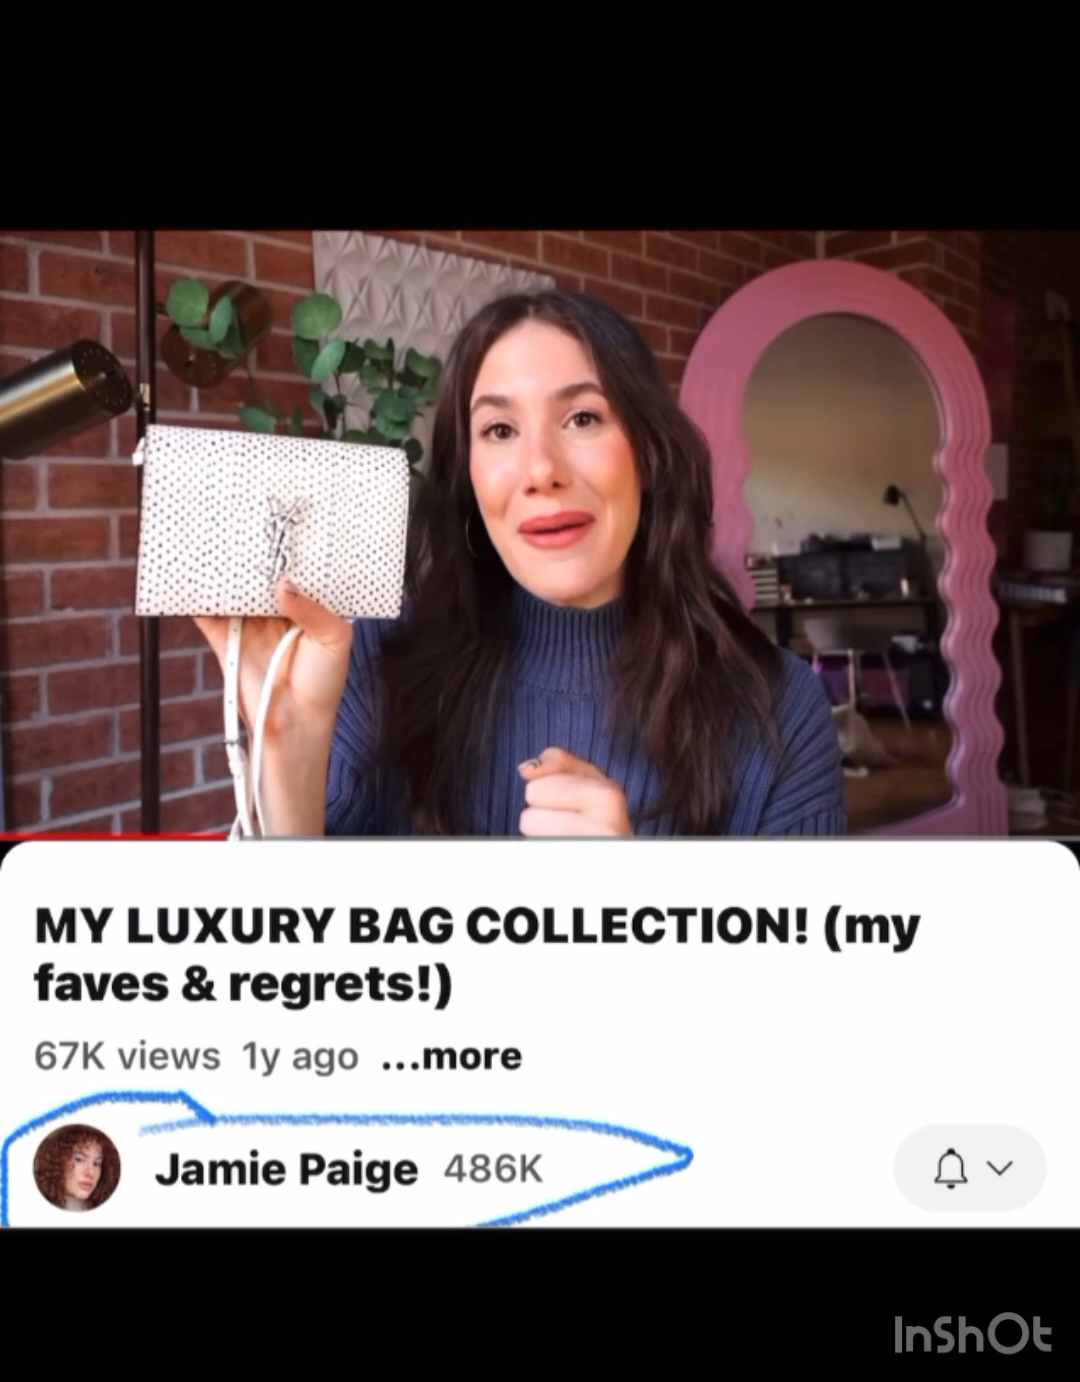 MY LUXURY BAG COLLECTION! (my
faves & regrets!)
67K views 1y ago ...more
Jamie Paige 486K
InShOt